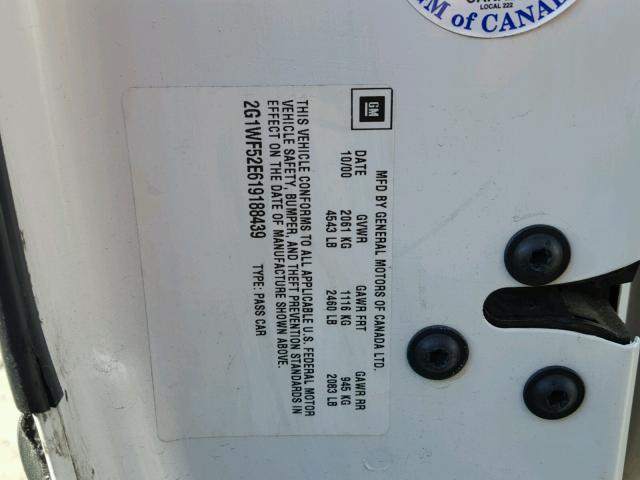 CANADA
LOCAL 222
GM of CANADA
GM
MFD BY GENERAL MOTORS OF CANADA LTD.
DATE GVWR GAWR FRT GAWR RR
10/00 2061 KG 1116 KG 945 KG
4543 LB 2460 LB 2083 LB
THIS VEHICLE CONFORMS TO ALL APPLICABLE U.S. FEDERAL MOTOR
VEHICLE SAFETY, BUMPER, AND THEFT PREVENTION STANDARDS IN
EFFECT ON THE DATE OF MANUFACTURE SHOWN ABOVE.
2G1WF52E619188439 TYPE: PASS CAR